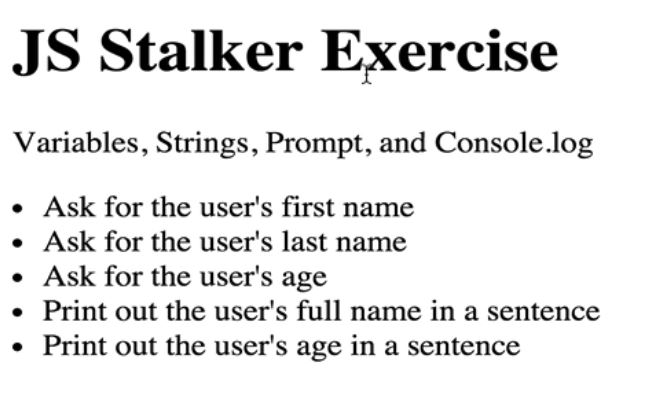 JS Stalker Exercise
Variables, Strings, Prompt, and Console.log
• Ask for the user's first name
• Ask for the user's last name
• Ask for the user's age
• Print out the user's full name in a sentence
• Print out the user's age in a sentence